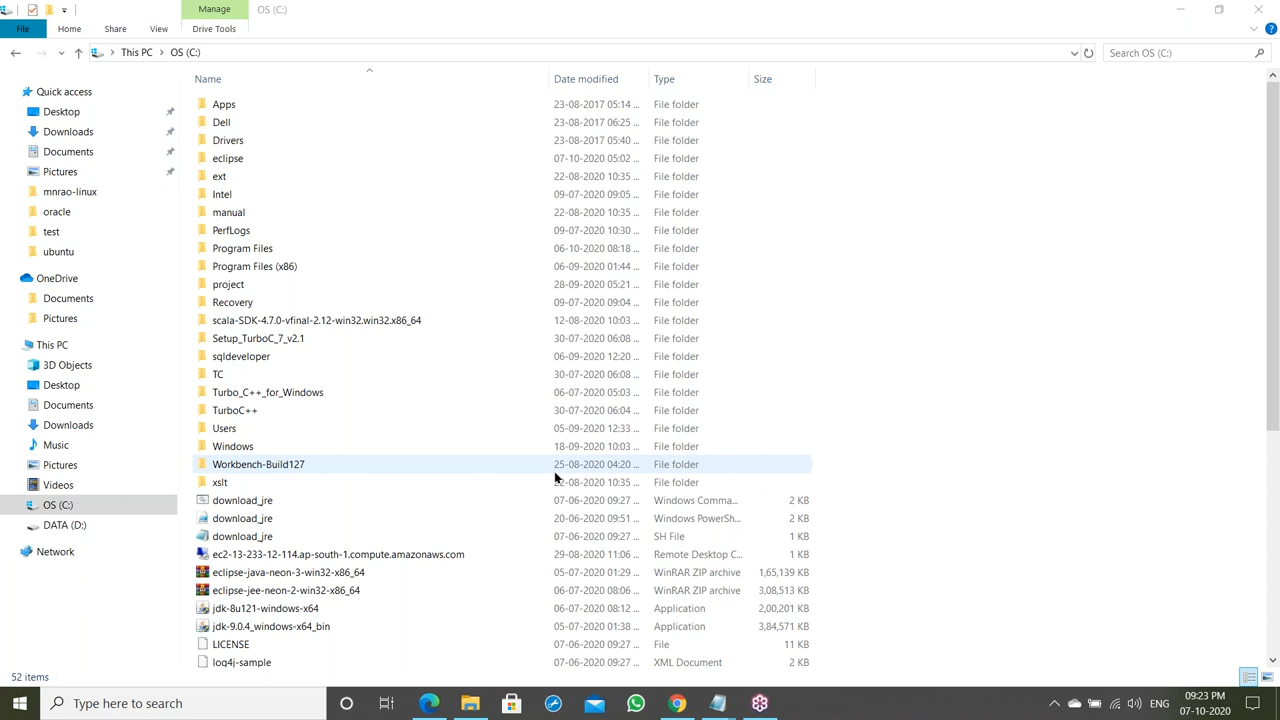 Manage
OS (C:)
File
Home
Share
View
Drive Tools
This PC
OS (C:)
Search OS (C:)
Name
Date modified
Type
Size
Quick access
Desktop
Downloads
Documents
Pictures
mnrao-linux
oracle
test
ubuntu
OneDrive
Documents
Pictures
This PC
3D Objects
Desktop
Documents
Downloads
Music
Pictures
Videos
OS (C:)
DATA (D:)
Network
Apps 23-08-2017 05:14 ... File folder
Dell 23-08-2017 06:25 ... File folder
Drivers 23-08-2017 05:40 ... File folder
eclipse 07-10-2020 05:02 ... File folder
ext 22-08-2020 10:35 ... File folder
Intel 09-07-2020 09:05 ... File folder
manual 22-08-2020 10:35 ... File folder
PerfLogs 09-07-2020 10:30 ... File folder
Program Files 06-10-2020 08:18 ... File folder
Program Files (x86) 06-09-2020 01:44 ... File folder
project 28-09-2020 05:21 ... File folder
Recovery 09-07-2020 09:04 ... File folder
scala-SDK-4.7.0-vfinal-2.12-win32.win32.x86_64 12-08-2020 10:03 ... File folder
Setup_TurboC_7_v2.1 30-07-2020 06:08 ... File folder
sqldeveloper 06-09-2020 12:20 ... File folder
TC 30-07-2020 06:08 ... File folder
Turbo_C++_for_Windows 06-07-2020 05:03 ... File folder
TurboC++ 30-07-2020 06:04 ... File folder
Users 05-09-2020 12:33 ... File folder
Windows 18-09-2020 10:03 ... File folder
Workbench-Build127 25-08-2020 04:20 ... File folder
xslt 22-08-2020 10:35 ... File folder
download_jre 07-06-2020 09:27 ... Windows Comma... 2 KB
download_jre 20-06-2020 09:51 ... Windows PowerSh... 2 KB
download_jre 07-06-2020 09:27 ... SH File 1 KB
ec2-13-233-12-114.ap-south-1.compute.amazonaws.com 29-08-2020 11:06 ... Remote Desktop C... 1 KB
eclipse-java-neon-3-win32-x86_64 05-07-2020 01:29 ... WinRAR ZIP archive 1,65,139 KB
eclipse-jee-neon-2-win32-x86_64 06-07-2020 08:06 ... WinRAR ZIP archive 3,08,513 KB
jdk-8u121-windows-x64 06-07-2020 08:12 ... Application 2,00,201 KB
jdk-9.0.4_windows-x64_bin 05-07-2020 01:38 ... Application 3,84,571 KB
LICENSE 07-06-2020 09:27 ... File 11 KB
log4j-sample 07-06-2020 09:27 ... XML Document 2 KB
52 items
Type here to search
ENG
09:23 PM
07-10-2020